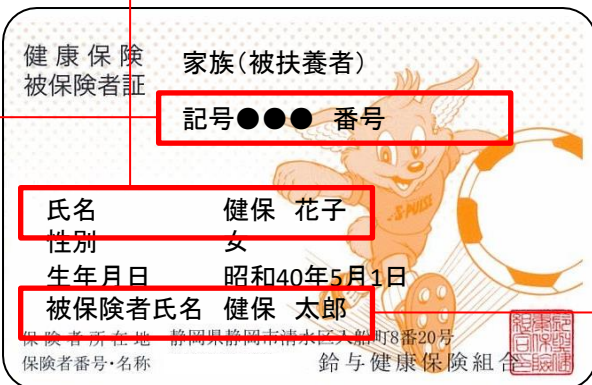 健康保険
被保険者証
家族(被扶養者)
記号●●● 番号
氏名 健保 花子
性別 女
生年月日 昭和40年5月1日
被保険者氏名 健保 太郎
保険者所在地 静岡県静岡市清水区入船町8番20号
保険者番号・名称 鈴与健康保険組合
S-PULSE